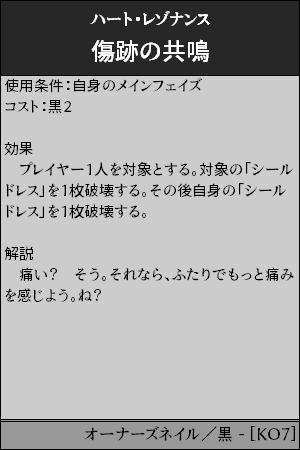 ハート・レゾナンス
傷跡の共鳴
使用条件：自身のメインフェイズ
コスト：黒2
効果
　プレイヤー1人を対象とする。対象の「シール
ドレス」を1枚破壊する。その後自身の「シール
ドレス」を1枚破壊する。
解説
　痛い？　そう。それなら、ふたりでもっと痛み
を感じよう。ね？
オーナーズネイル／黒 - [KO7]